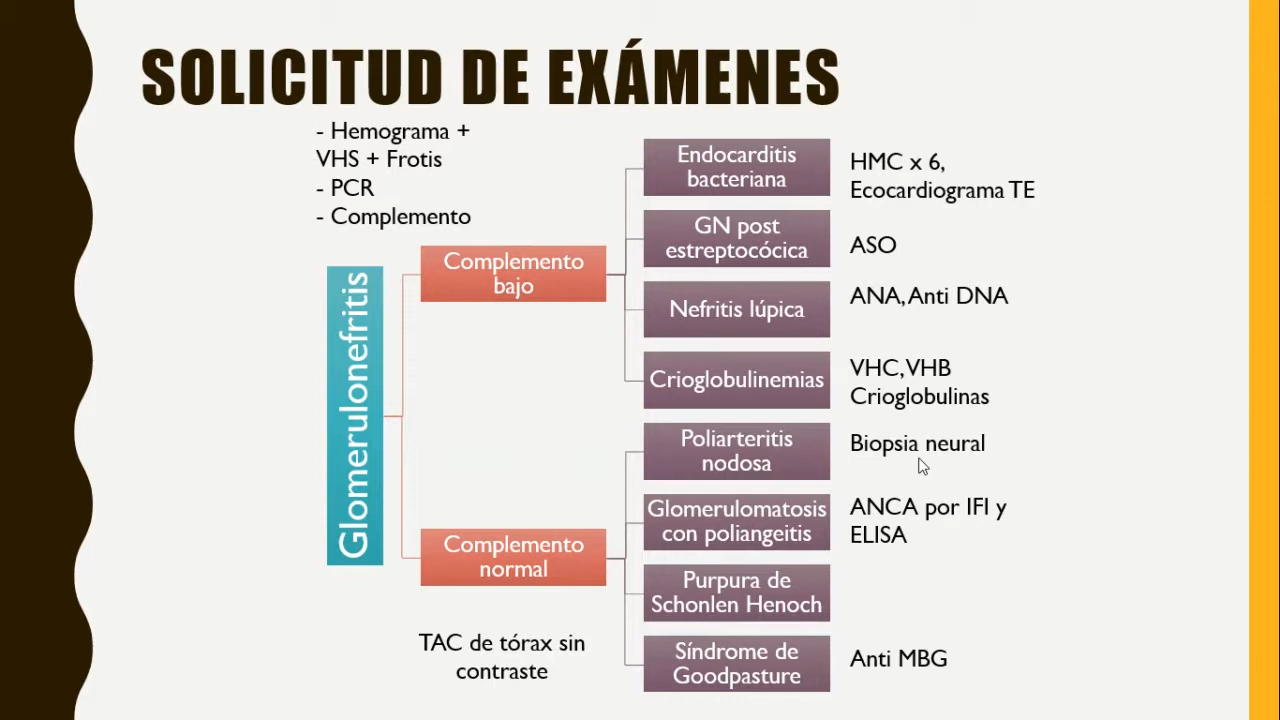 SOLICITUD DE EXÁMENES
- Hemograma +
VHS + Frotis
- PCR
- Complemento
Glomerulonefritis
Complemento
bajo
Endocarditis
bacteriana
HMC x 6,
Ecocardiograma TE
GN post
estreptocócica
ASO
Nefritis lúpica
ANA, Anti DNA
Crioglobulinemias
VHC, VHB
Crioglobulinas
Complemento
normal
Poliarteritis
nodosa
Biopsia neural
Glomerulomatosis
con poliangeitis
ANCA por IFI y
ELISA
Purpura de
Schonlen Henoch
Síndrome de
Goodpasture
Anti MBG
TAC de tórax sin
contraste